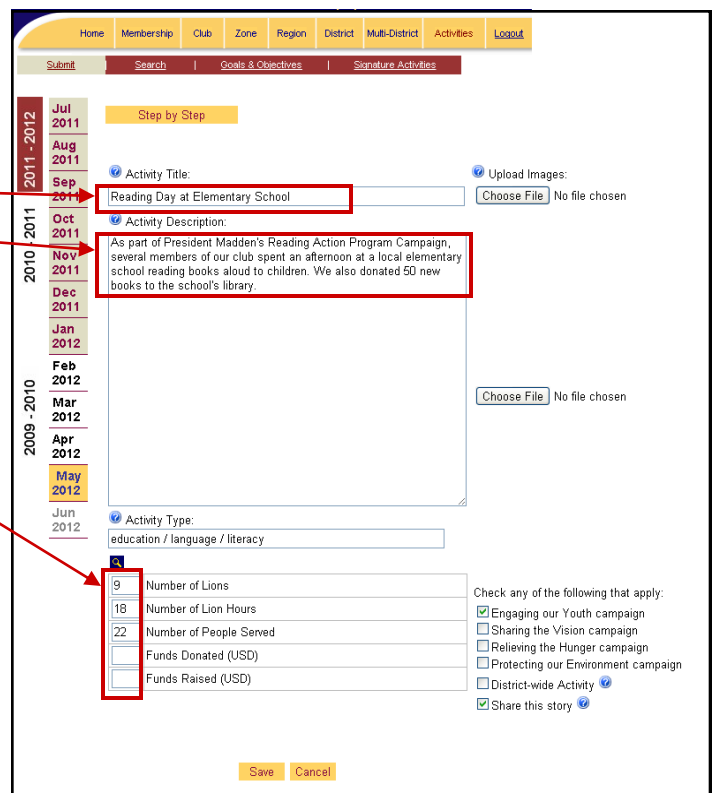 Home Membership Club Zone Region District Multi-District Activities Logout
Submit | Search | Goals & Objectives | Signature Activities
2011 - 2012
2010 - 2011
2009 - 2010
Jul
2011
Aug
2011
Sep
2011
Oct
2011
Nov
2011
Dec
2011
Jan
2012
Feb
2012
Mar
2012
Apr
2012
May
2012
Jun
2012
Step by Step
Activity Title:
Reading Day at Elementary School
Upload Images:
Choose File No file chosen
Activity Description:
As part of President Madden's Reading Action Program Campaign,
several members of our club spent an afternoon at a local elementary
school reading books aloud to children. We also donated 50 new
books to the school's library.
Choose File No file chosen
Activity Type:
education / language / literacy
9 Number of Lions
18 Number of Lion Hours
22 Number of People Served
Funds Donated (USD)
Funds Raised (USD)
Check any of the following that apply:
Engaging our Youth campaign
Sharing the Vision campaign
Relieving the Hunger campaign
Protecting our Environment campaign
District-wide Activity
Share this story
Save Cancel